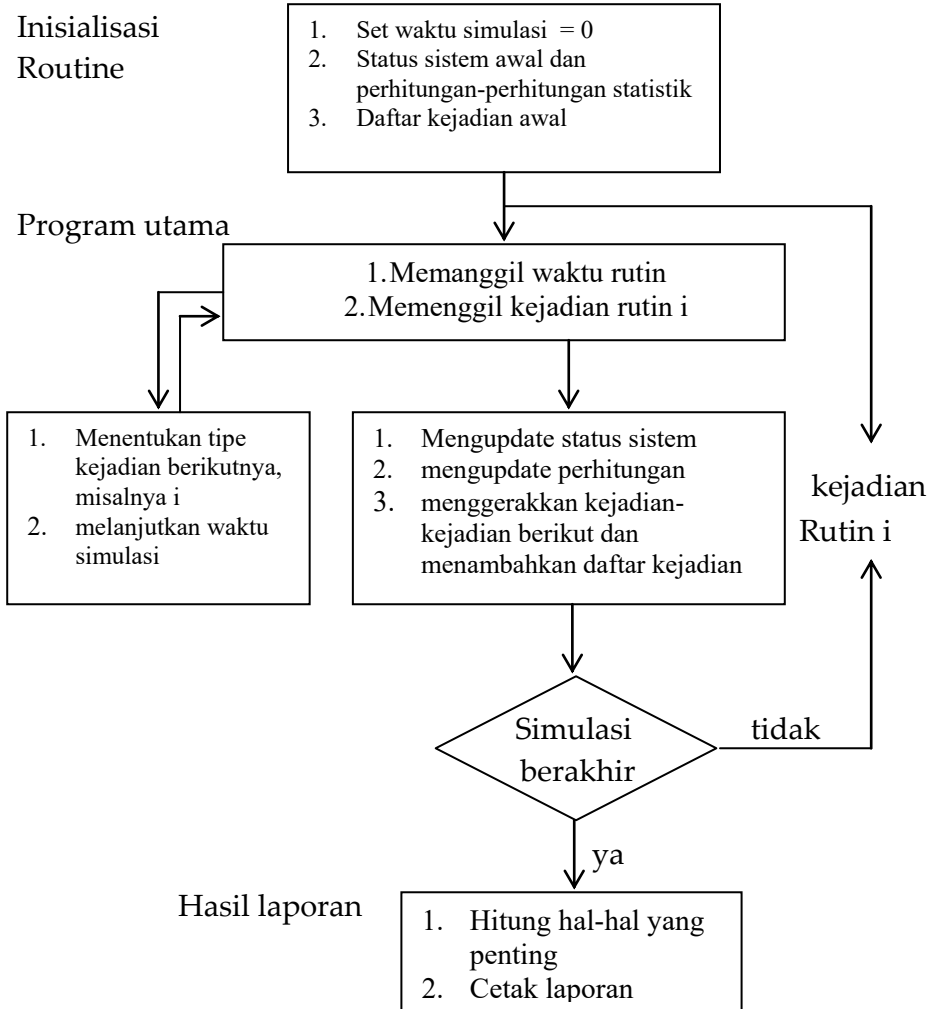 Inisialisasi
Routine
1. Set waktu simulasi = 0
2. Status sistem awal dan
perhitungan-perhitungan statistik
3. Daftar kejadian awal
Program utama
1.Memanggil waktu rutin
2.Memenggil kejadian rutin i
1. Menentukan tipe
kejadian berikutnya,
misalnya i
2. melanjutkan waktu
simulasi
1. Mengupdate status sistem
2. mengupdate perhitungan
3. menggerakkan kejadian-
kejadian berikut dan
menambahkan daftar kejadian
kejadian
Rutin i
Simulasi
berakhir
tidak
ya
Hasil laporan
1. Hitung hal-hal yang
penting
2. Cetak laporan